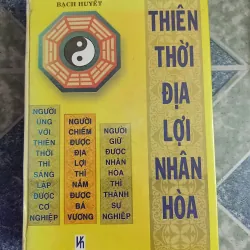 BẠCH HUYẾT
THIÊN
THỜI
ĐỊA
LỢI
NHÂN
HÒA
NGƯỜI
ỨNG
VỚI
THIÊN
THỜI
THÌ
SÁNG
LẬP
ĐƯỢC
CƠ
NGHIỆP
NGƯỜI
CHIẾM
ĐƯỢC
ĐỊA
LỢI
THÌ
NẮM
ĐƯỢC
BÁ
VƯƠNG
NGƯỜI
GIỮ
ĐƯỢC
NHÂN
HÒA
THÌ
THÀNH
SỰ
NGHIỆP